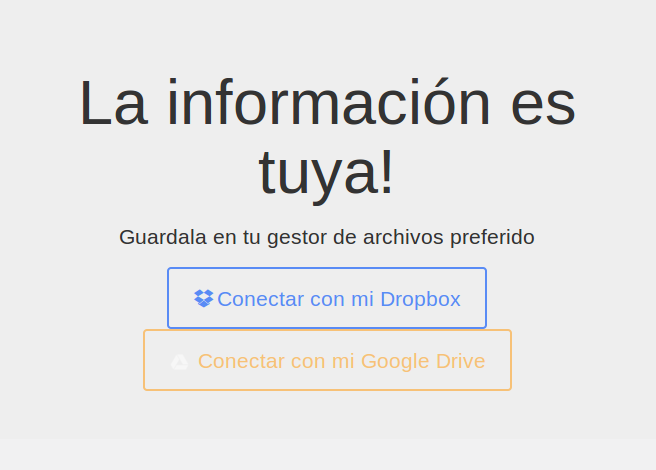 La información es
tuya!
Guardala en tu gestor de archivos preferido
Conectar con mi Dropbox
Conectar con mi Google Drive